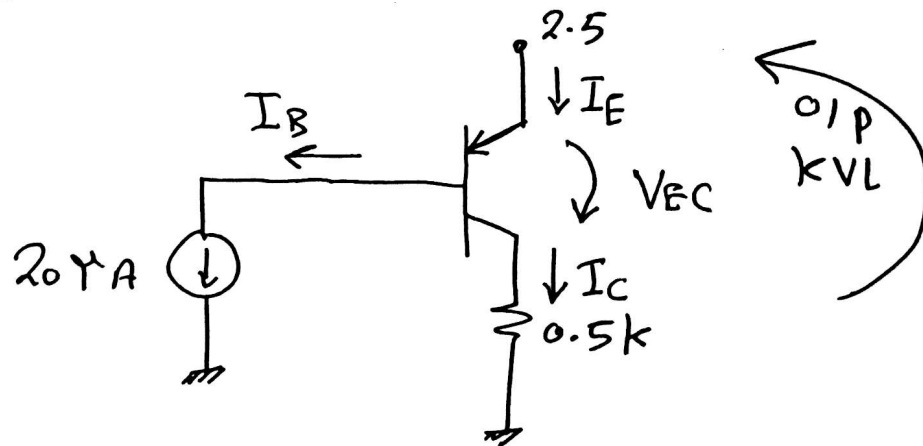 2.5
I_B
I_E
O/P
KVL
V_EC
20 μA
I_C
0.5k